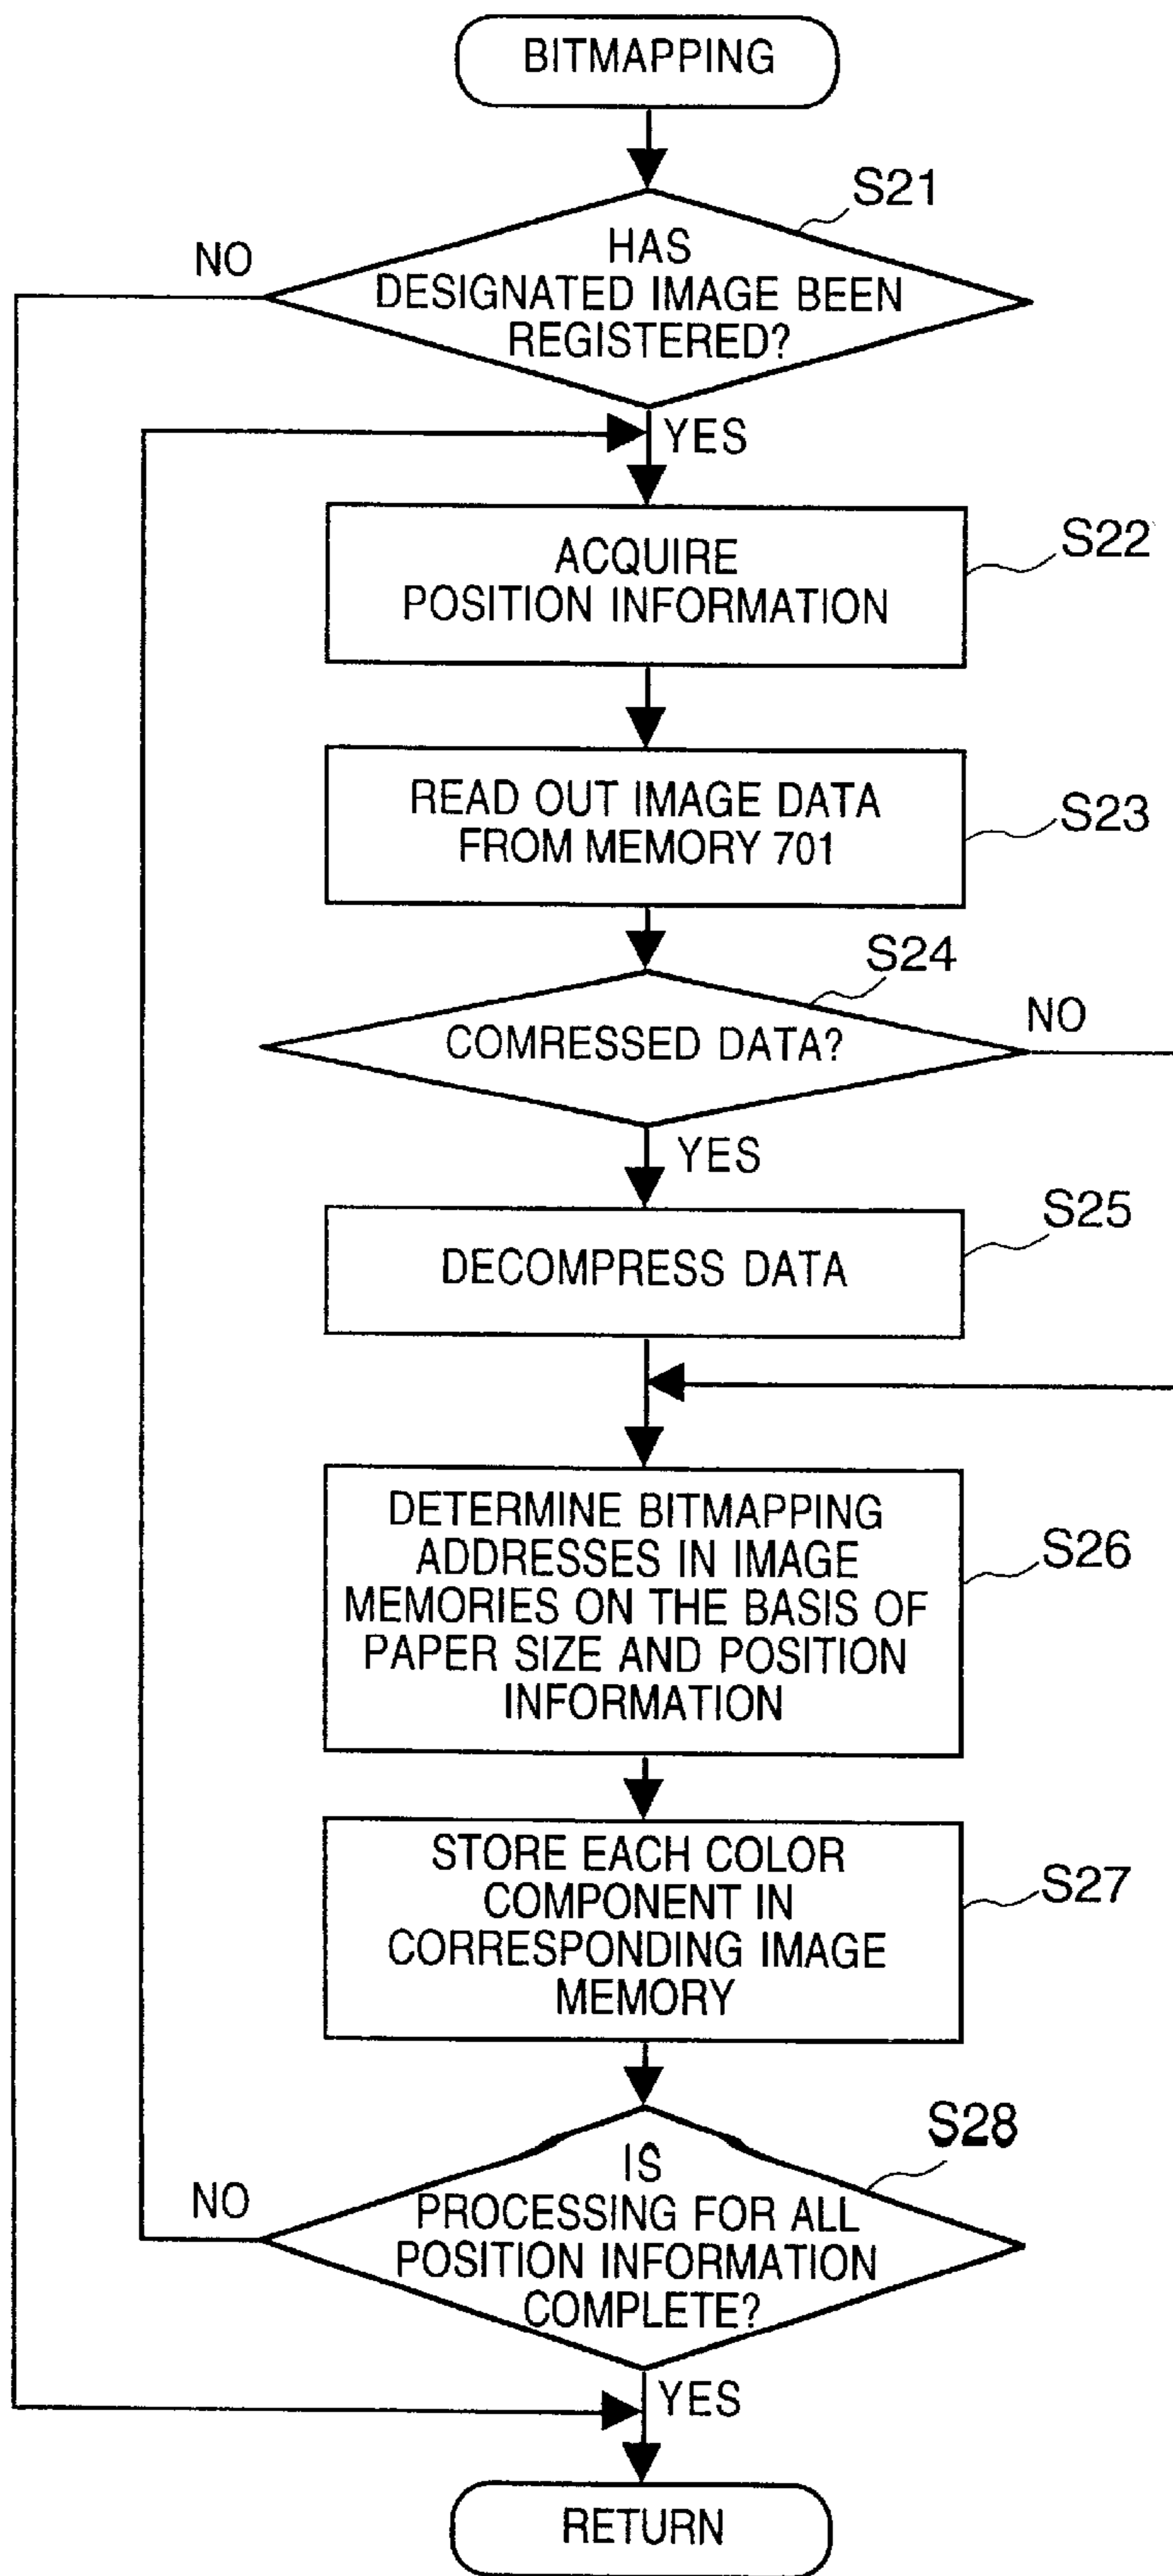 BITMAPPING
S21
NO
HAS
DESIGNATED IMAGE BEEN
REGISTERED?
YES
ACQUIRE
POSITION INFORMATION
S22
READ OUT IMAGE DATA
FROM MEMORY 701
S23
S24
COMRESSED DATA?
NO
YES
DECOMPRESS DATA
S25
DETERMINE BITMAPPING
ADDRESSES IN IMAGE
MEMORIES ON THE BASIS OF
PAPER SIZE AND POSITION
INFORMATION
S26
STORE EACH COLOR
COMPONENT IN
CORRESPONDING IMAGE
MEMORY
S27
S28
NO
IS
PROCESSING FOR ALL
POSITION INFORMATION
COMPLETE?
YES
RETURN